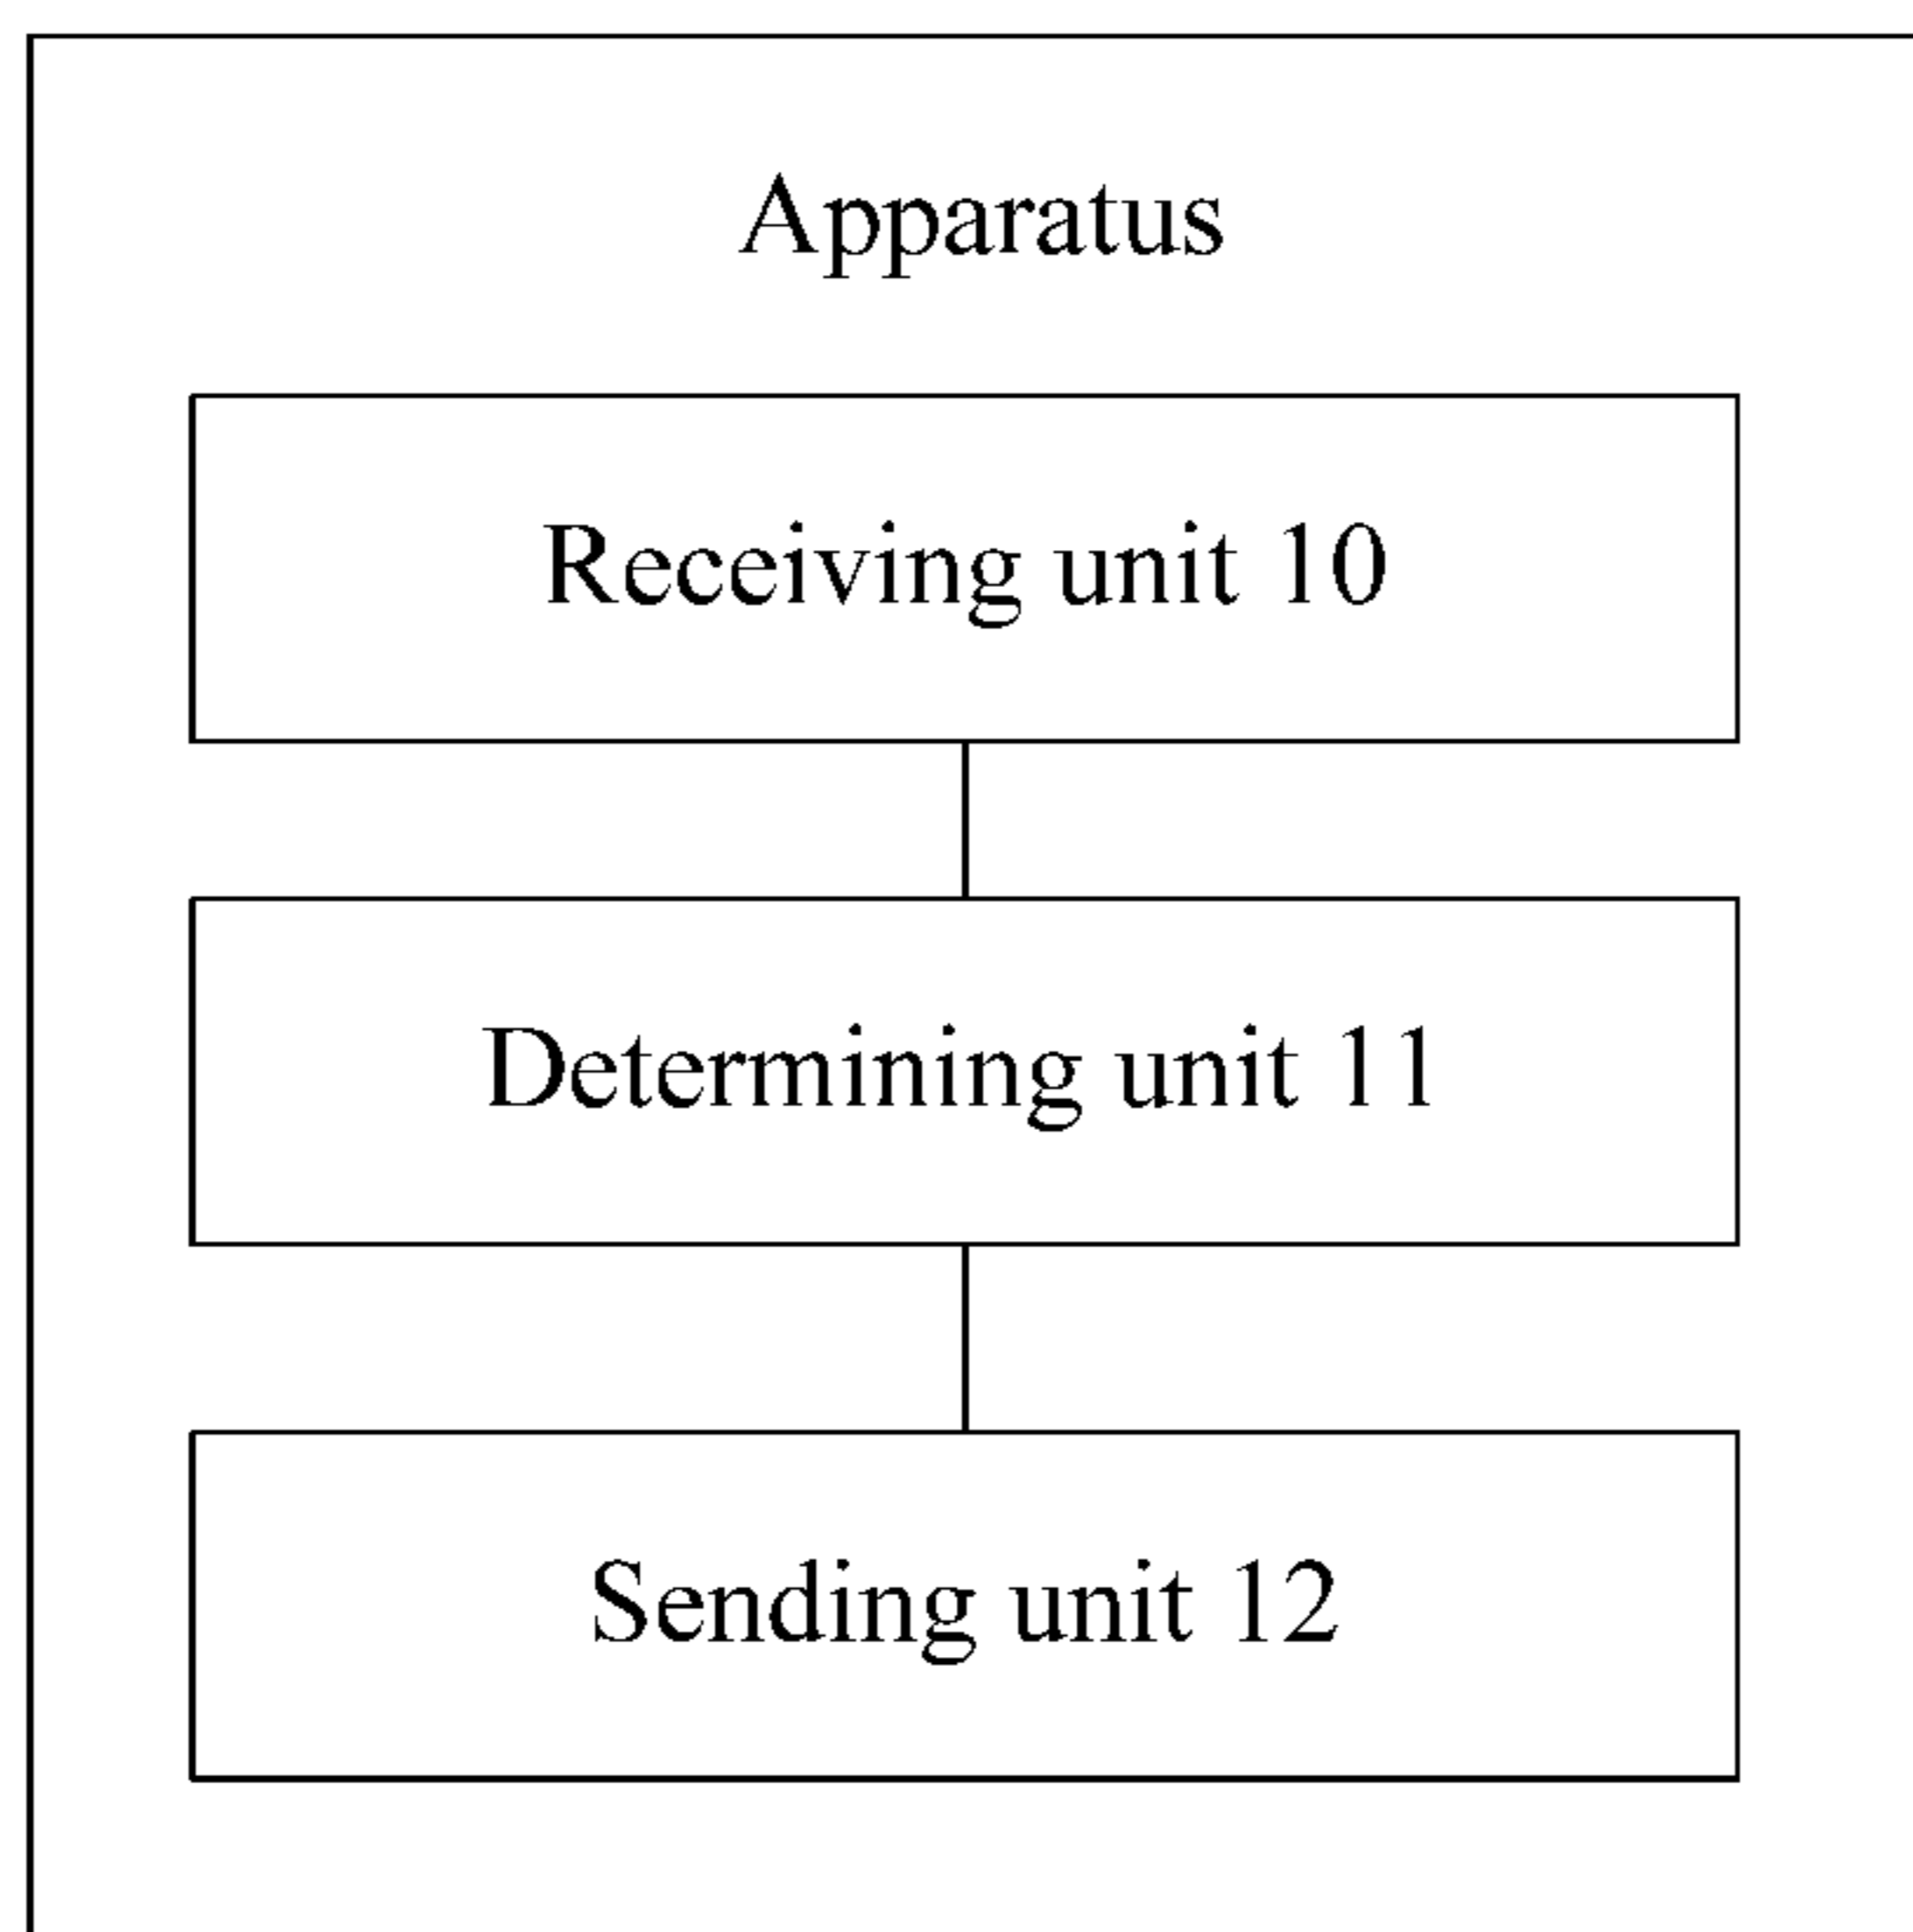 Apparatus
Receiving unit 10
Determining unit 11
Sending unit 12